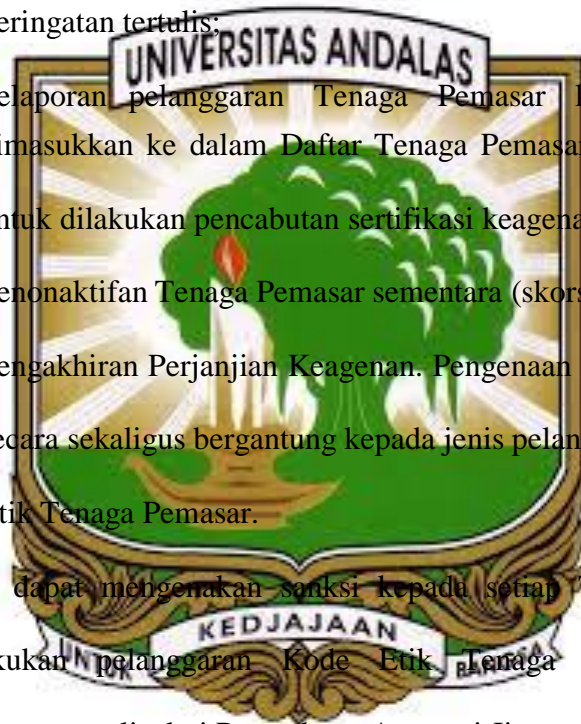 eringatan tertulis;
UNIVERSITAS ANDALAS
elaporan pelanggaran Tenaga Pemasar
imasukkan ke dalam Daftar Tenaga Pemasar
ntuk dilakukan pencabutan sertifikasi keagena
enonaktifan Tenaga Pemasar sementara (skors
engakhiran Perjanjian Keagenan. Pengenaan
ecara sekaligus bergantung kepada jenis pelan
tik Tenaga Pemasar.
dapat mengenakan sanksi kepada setiap
KEDJAJAAN
UNTUK BANGSA
kukan pelanggaran Kode Etik Tenaga